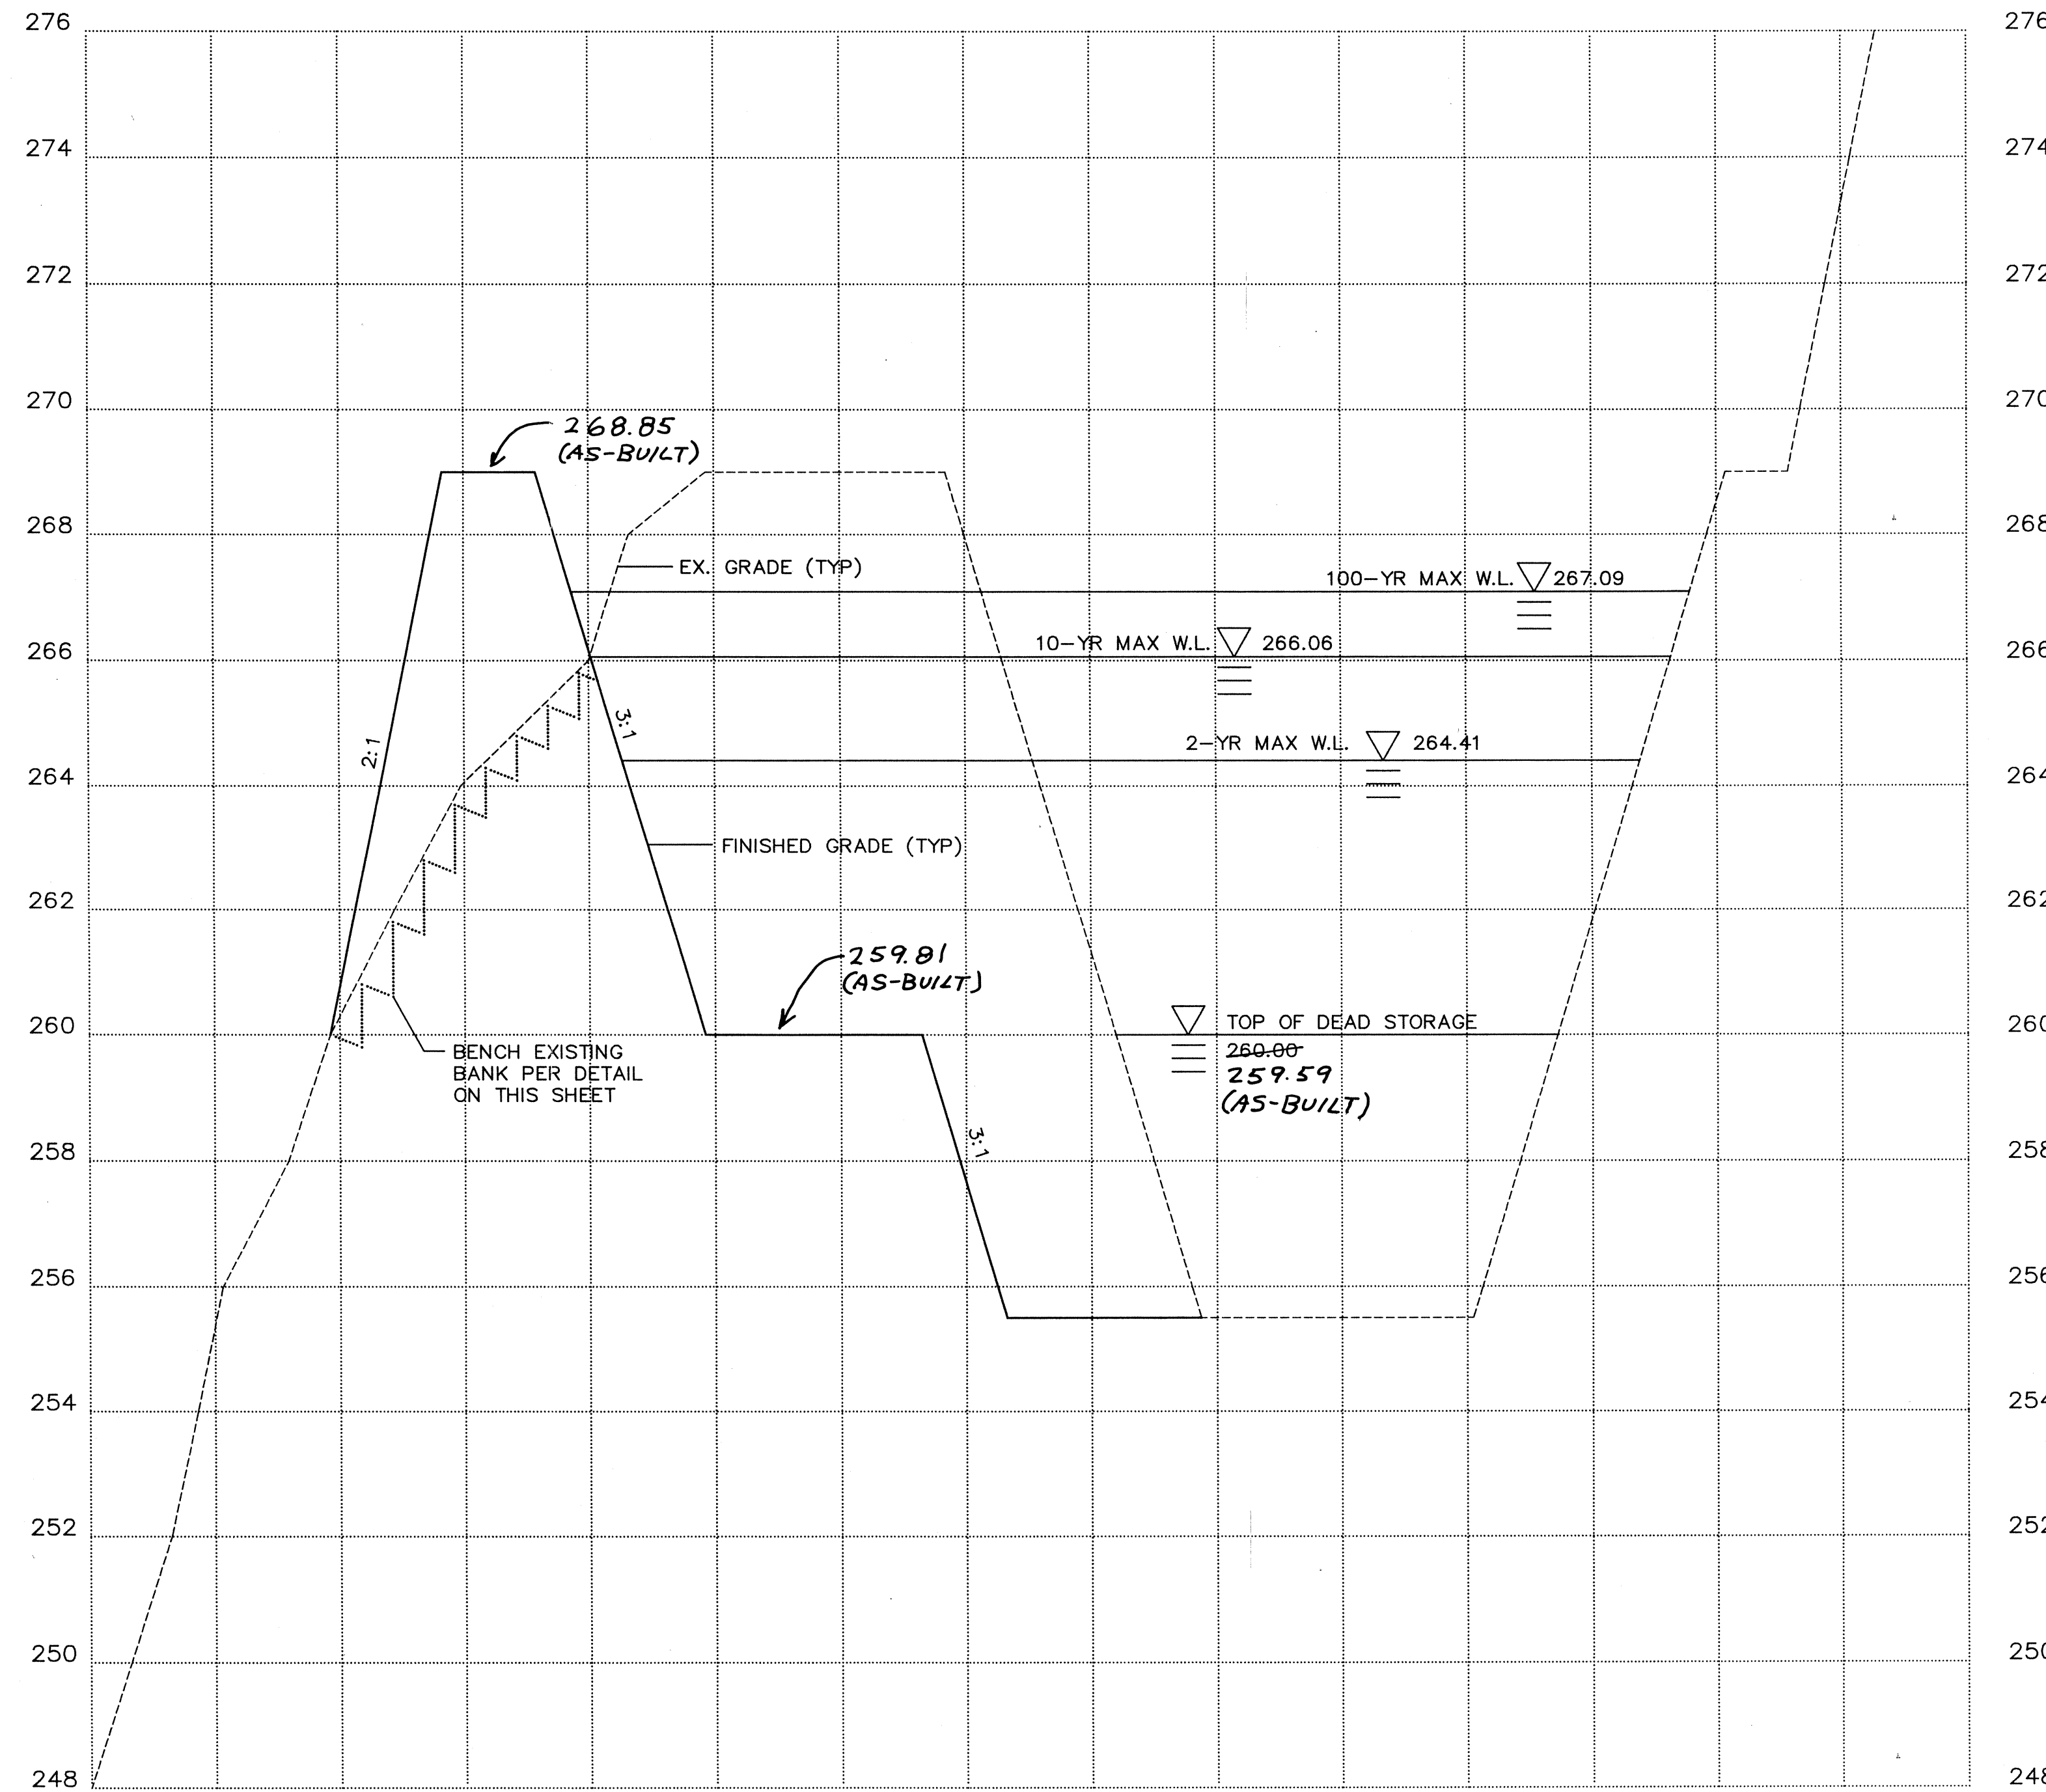 276 276
274 274
272 272
270 270
268.85
(AS-BUILT)
268 268
EX. GRADE (TYP)
100-YR MAX W.L. 267.09
10-YR MAX W.L. 266.06
266 266
3:1
2:1
2-YR MAX W.L. 264.41
264 264
FINISHED GRADE (TYP)
262 262
259.81
(AS-BUILT)
260 260
TOP OF DEAD STORAGE
260.00
259.59
(AS-BUILT)
BENCH EXISTING
BANK PER DETAIL
ON THIS SHEET
3:1
258 258
256 256
254 254
252 252
250 250
248 248